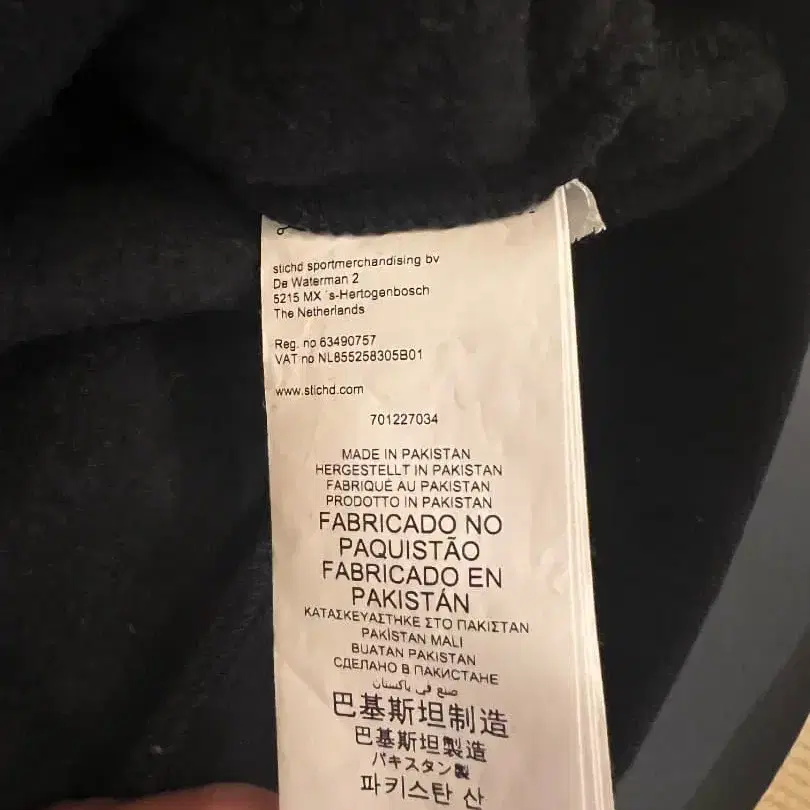 stichd sportmerchandising bv
De Waterman 2
5215 MX 's-Hertogenbosch
The Netherlands
Reg. no 63490757
VAT no NL855258305B01
www.stichd.com
701227034
MADE IN PAKISTAN
HERGESTELLT IN PAKISTAN
FABRIQUÉ AU PAKISTAN
PRODOTTO IN PAKISTAN
FABRICADO NO
PAQUISTÃO
FABRICADO EN
PAKISTÁN
ΚΑΤΑΣΚΕΥΑΣΤΗΚΕ ΣΤΟ ΠΑΚΙΣΤΑΝ
PAKİSTAN MALI
BUATAN PAKISTAN
СДЕЛАНО В ПАКИСТАНЕ
صنع في باكستان
巴基斯坦制造
巴基斯坦製造
パキスタン製
파키스탄 산